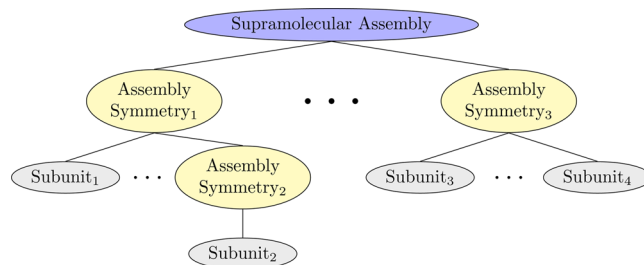 Supramolecular Assembly
Assembly
Symmetry₁
• • •
Assembly
Symmetry₃
Subunit₁
· · ·
Assembly
Symmetry₂
Subunit₃
· · ·
Subunit₄
Subunit₂